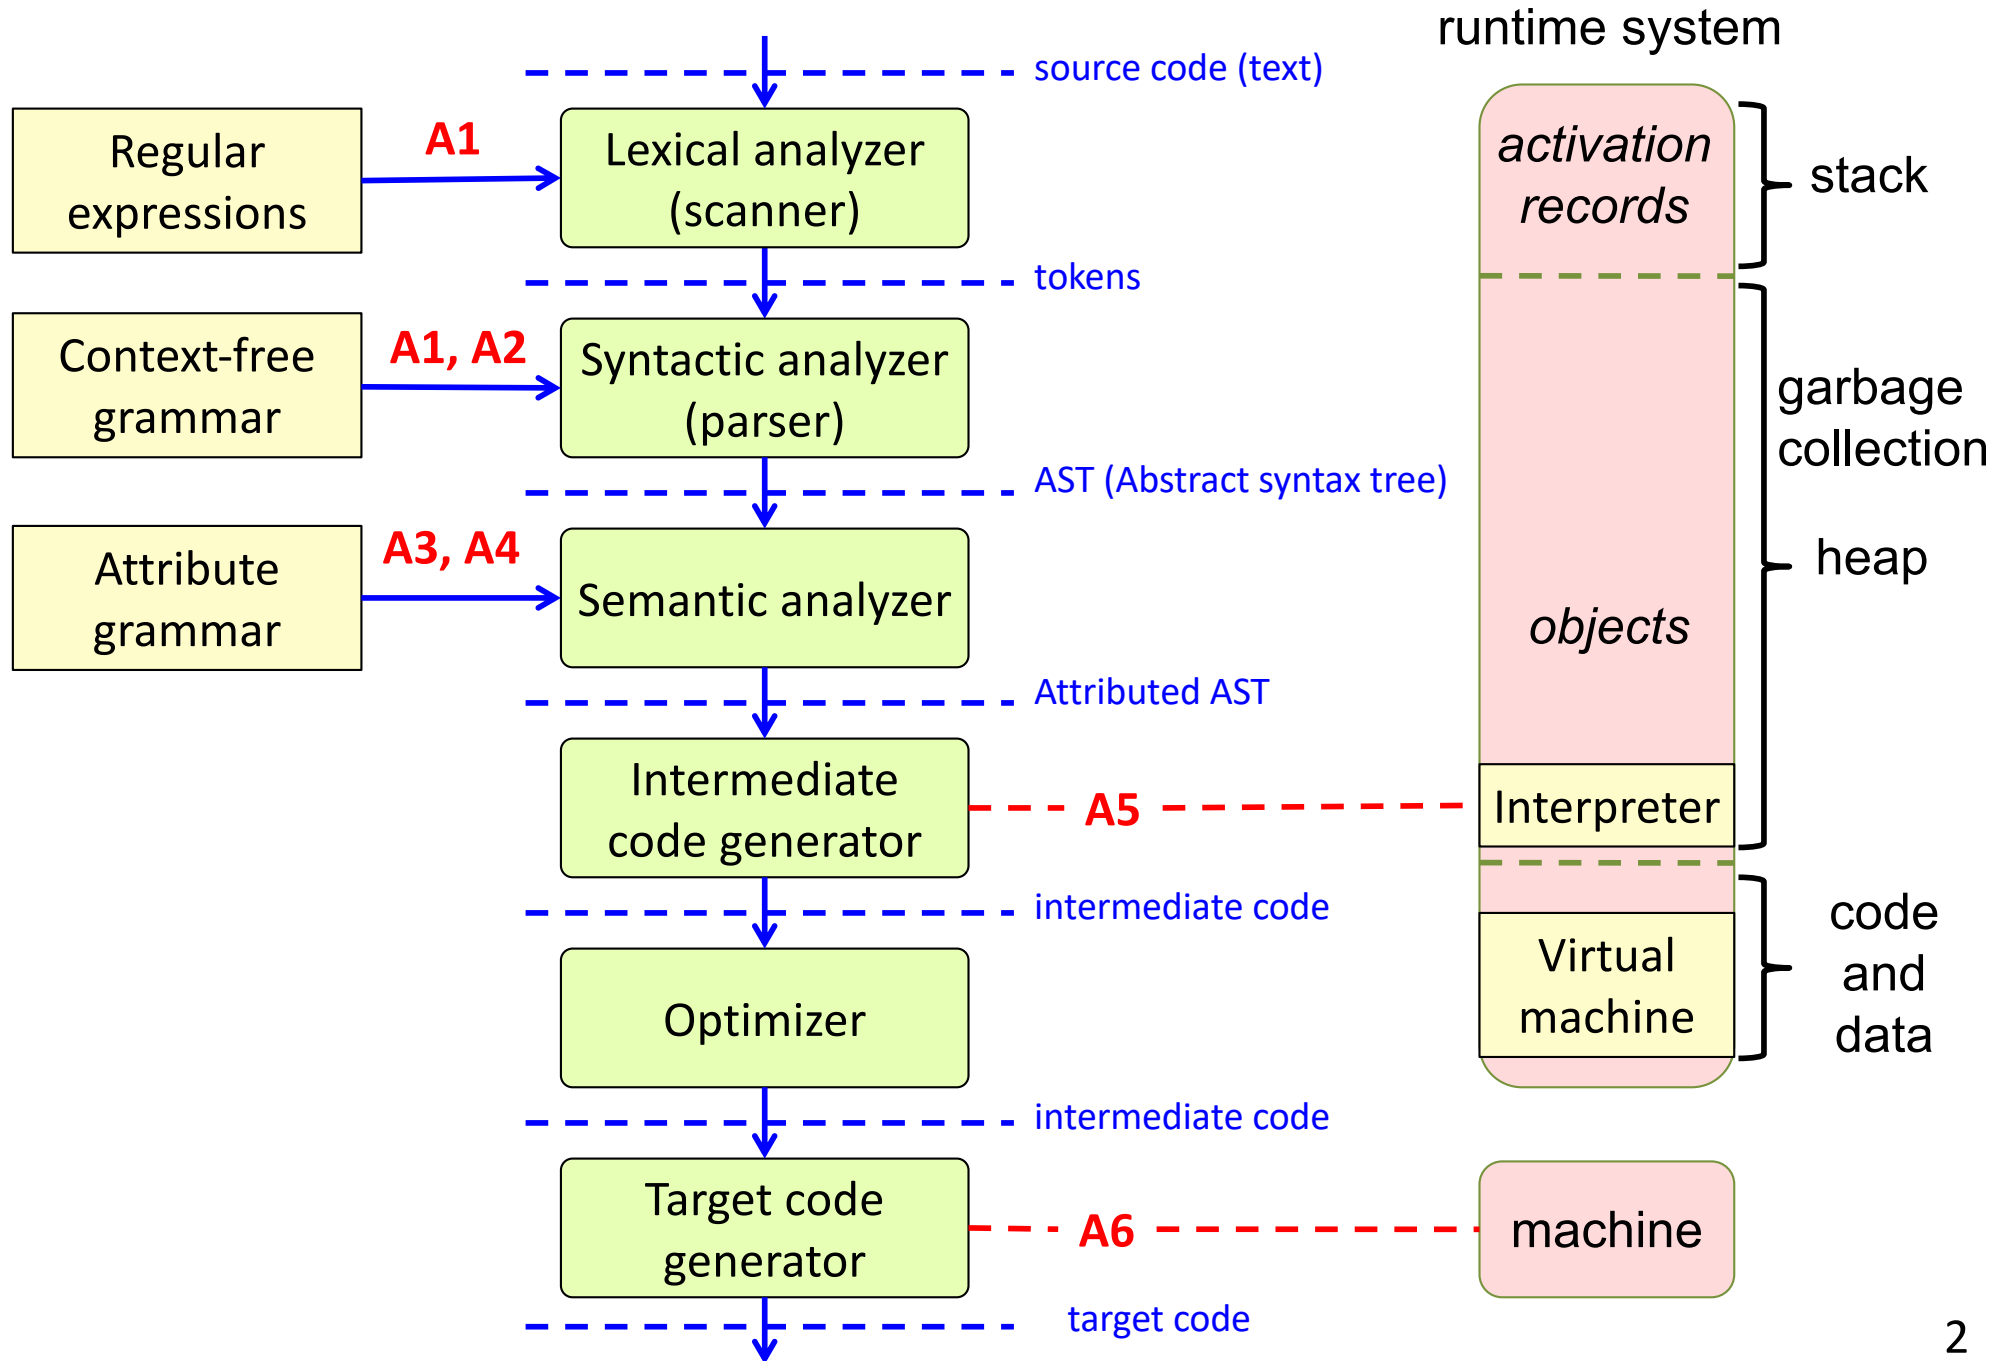 runtime system
source code (text)
Regular
expressions
A1
Lexical analyzer
(scanner)
activation
records
stack
tokens
Context-free
grammar
A1, A2
Syntactic analyzer
(parser)
garbage
collection
AST (Abstract syntax tree)
Attribute
grammar
A3, A4
Semantic analyzer
heap
objects
Attributed AST
Intermediate
code generator
A5
Interpreter
intermediate code
Optimizer
Virtual
machine
code
and
data
intermediate code
Target code
generator
A6
machine
target code
2